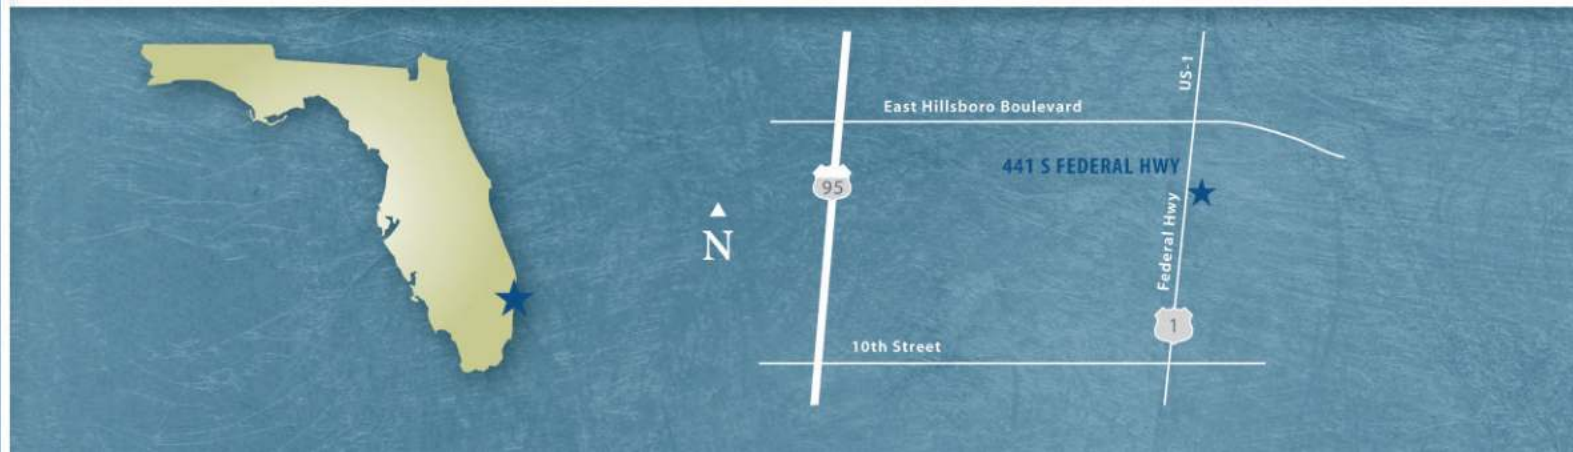 US-1
East Hillsboro Boulevard
441 S FEDERAL HWY
95
Federal Hwy
N
1
10th Street